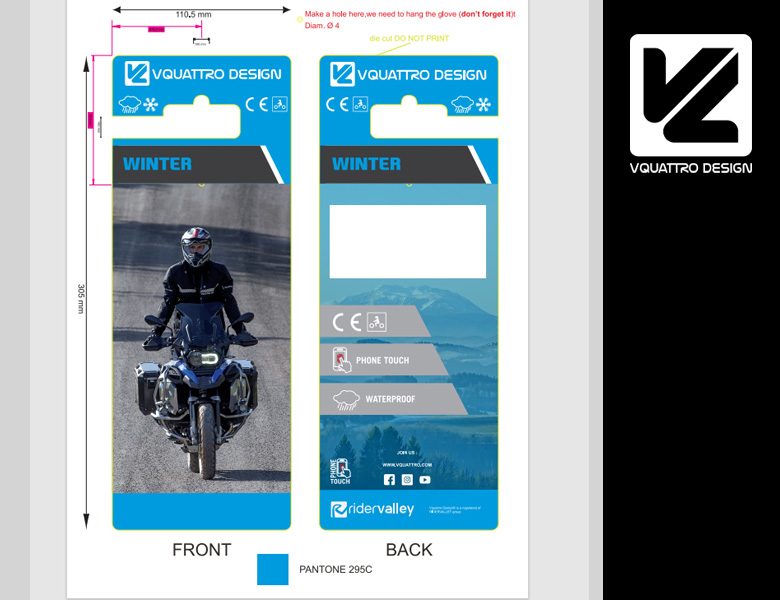 110,5 mm
Make a hole here,we need to hang the glove (don't forget it)!
Diam. Ø 4
die cut DO NOT PRINT
VQUATTRO DESIGN
VQUATTRO DESIGN
VQUATTRO DESIGN
CE
CE
WINTER
WINTER
305 mm
CE
PHONE TOUCH
WATERPROOF
JOIN US :
WWW.VQUATTRO.COM
PHONE
TOUCH
ridervalley
FRONT
BACK
PANTONE 295C